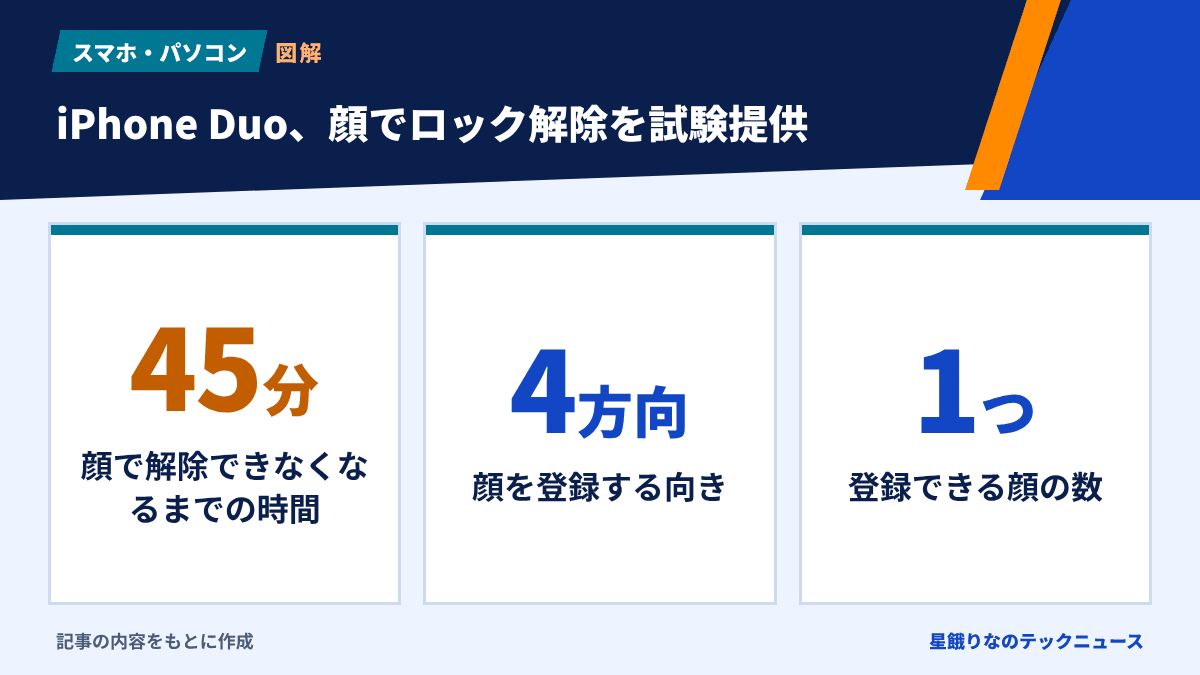 スマホ・パソコン 図解
iPhone Duo、顔でロック解除を試験提供
45分
顔で解除できなくな
るまでの時間
4方向
顔を登録する向き
1つ
登録できる顔の数
記事の内容をもとに作成
星餓りなのテックニュース